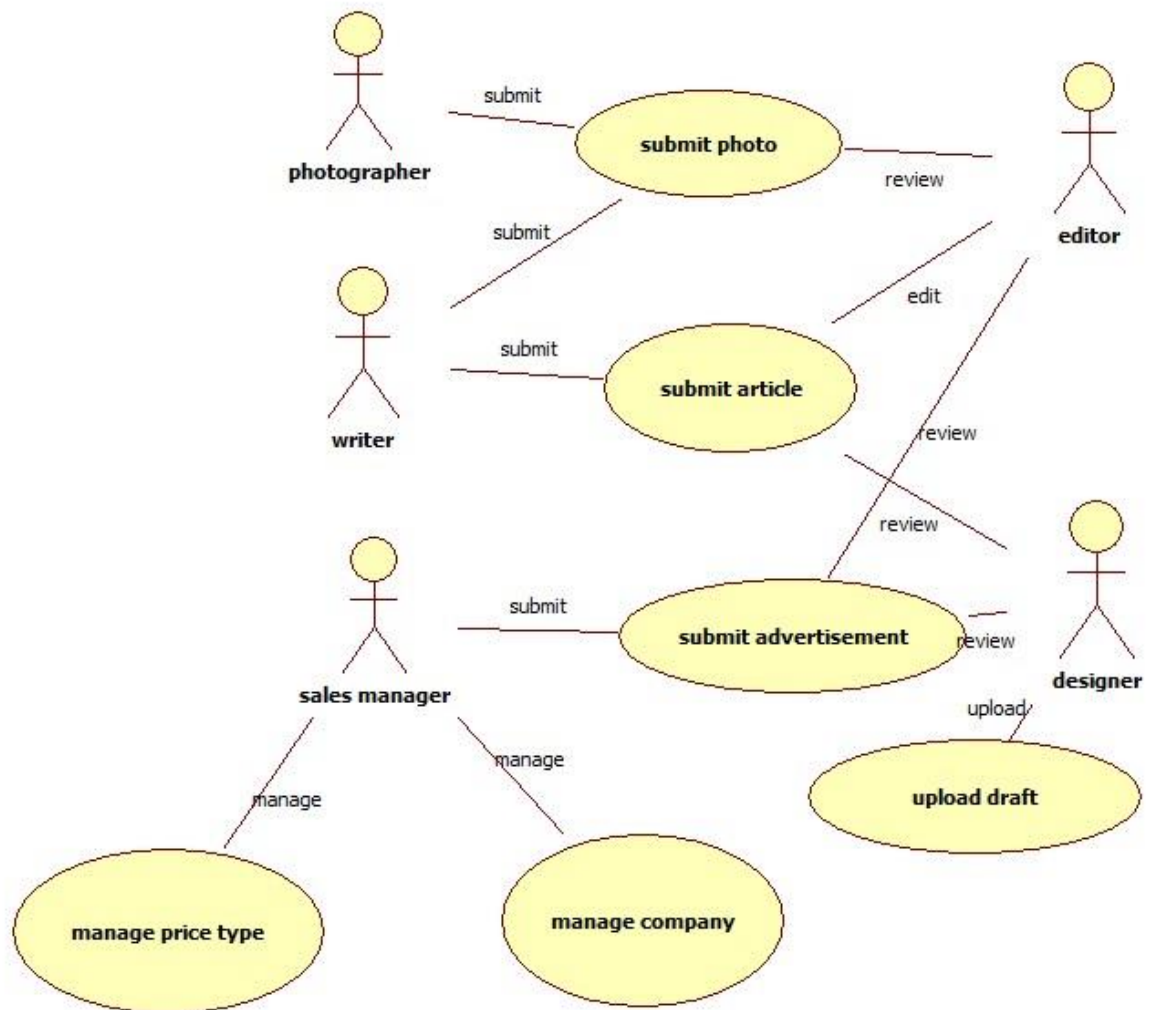 submit
submit photo
photographer
review
submit
editor
edit
submit
submit article
writer
review
review
submit
submit advertisement
review
sales manager
designer
upload
manage
manage
upload draft
manage price type
manage company